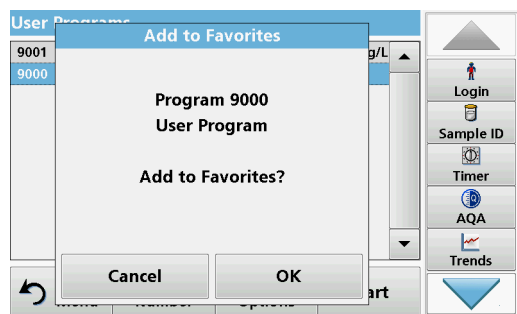 User Programs
Add to Favorites
9001
g/L
9000
Program 9000
User Program
Add to Favorites?
Cancel
OK
Login
Sample ID
Timer
AQA
Trends